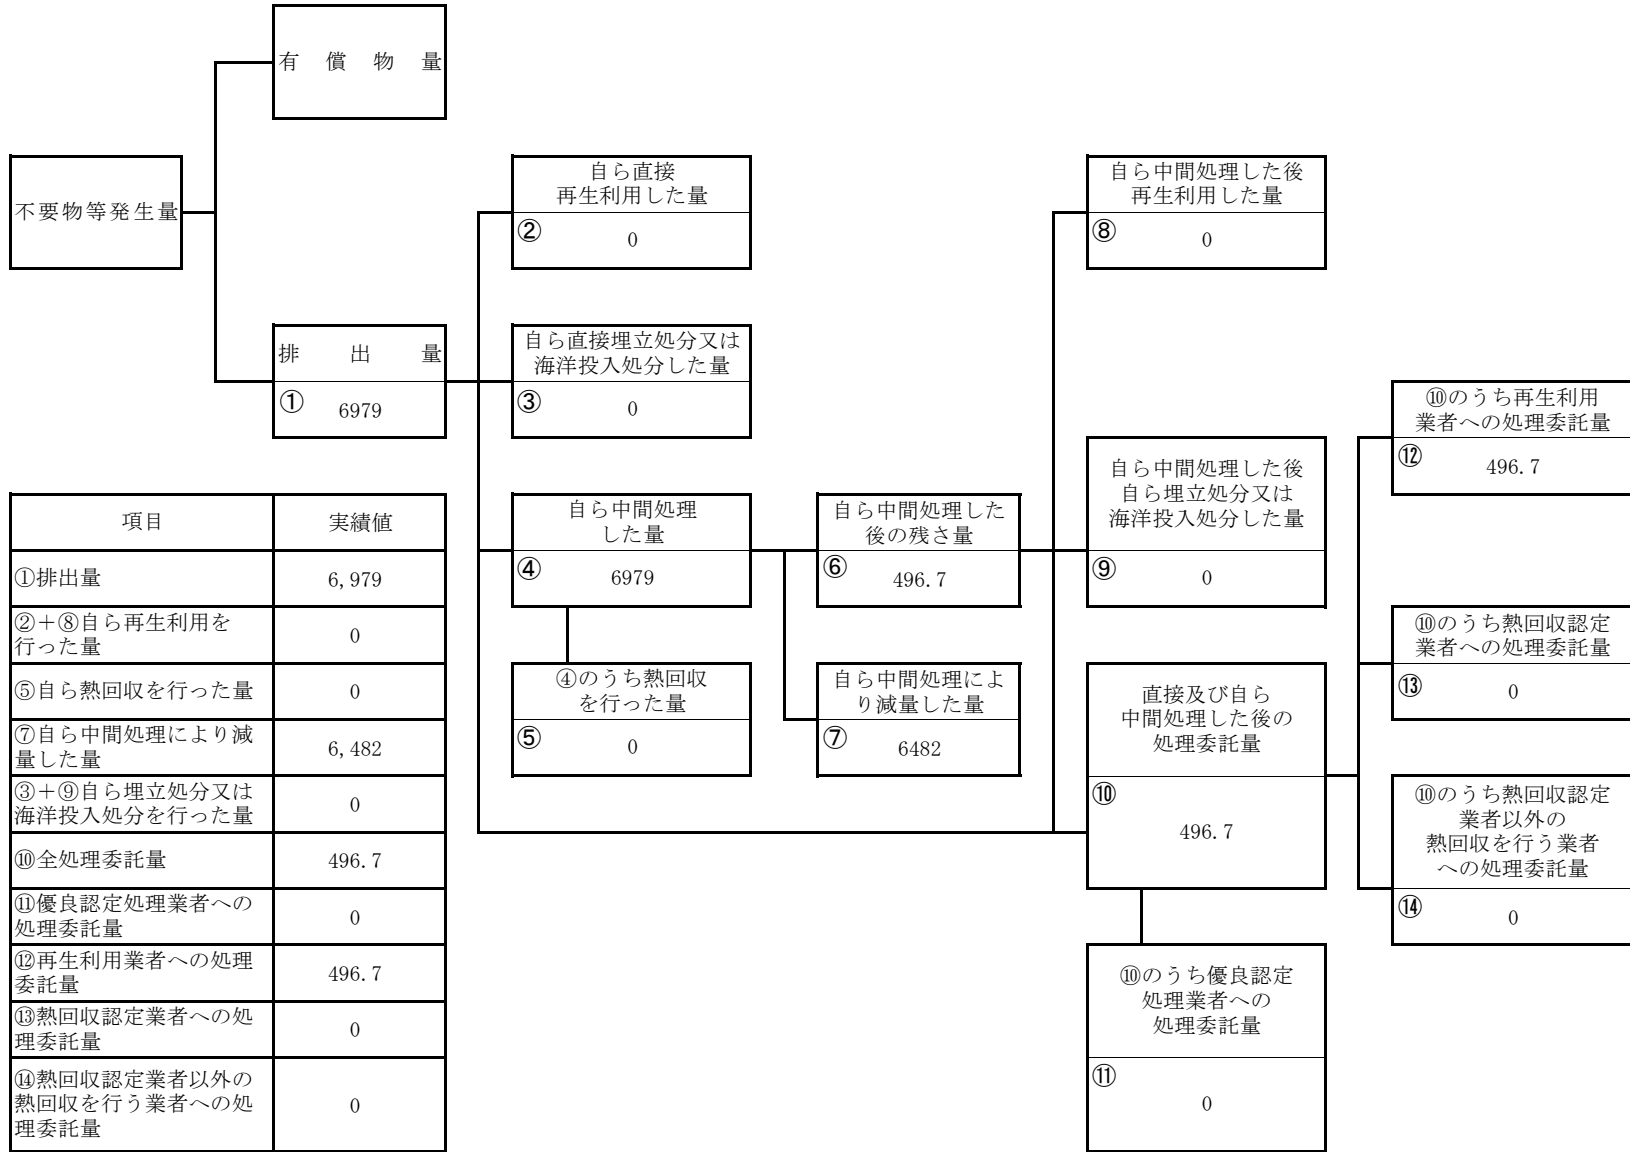 有償物量
不要物等発生量
自ら直接
再生利用した量
② 0
自ら中間処理した後
再生利用した量
⑧ 0
排出量
① 6979
自ら直接埋立処分又は
海洋投入処分した量
③ 0
⑩のうち再生利用
業者への処理委託量
⑫ 496.7
自ら中間処理した後
自ら埋立処分又は
海洋投入処分した量
⑨ 0
自ら中間処理
した量
④ 6979
自ら中間処理した
後の残さ量
⑥ 496.7
④のうち熱回収
を行った量
⑤ 0
自ら中間処理によ
り減量した量
⑦ 6482
直接及び自ら
中間処理した後の
処理委託量
⑩
496.7
⑩のうち熱回収認定
業者への処理委託量
⑬ 0
⑩のうち熱回収認定
業者以外の
熱回収を行う業者
への処理委託量
⑭ 0
⑩のうち優良認定
処理業者への
処理委託量
⑪
0
項目 実績値
①排出量 6,979
②＋⑧自ら再生利用を
行った量 0
⑤自ら熱回収を行った量 0
⑦自ら中間処理により減
量した量 6,482
③＋⑨自ら埋立処分又は
海洋投入処分を行った量 0
⑩全処理委託量 496.7
⑪優良認定処理業者への
処理委託量 0
⑫再生利用業者への処理
委託量 496.7
⑬熱回収認定業者への処
理委託量 0
⑭熱回収認定業者以外の
熱回収を行う業者への処
理委託量 0